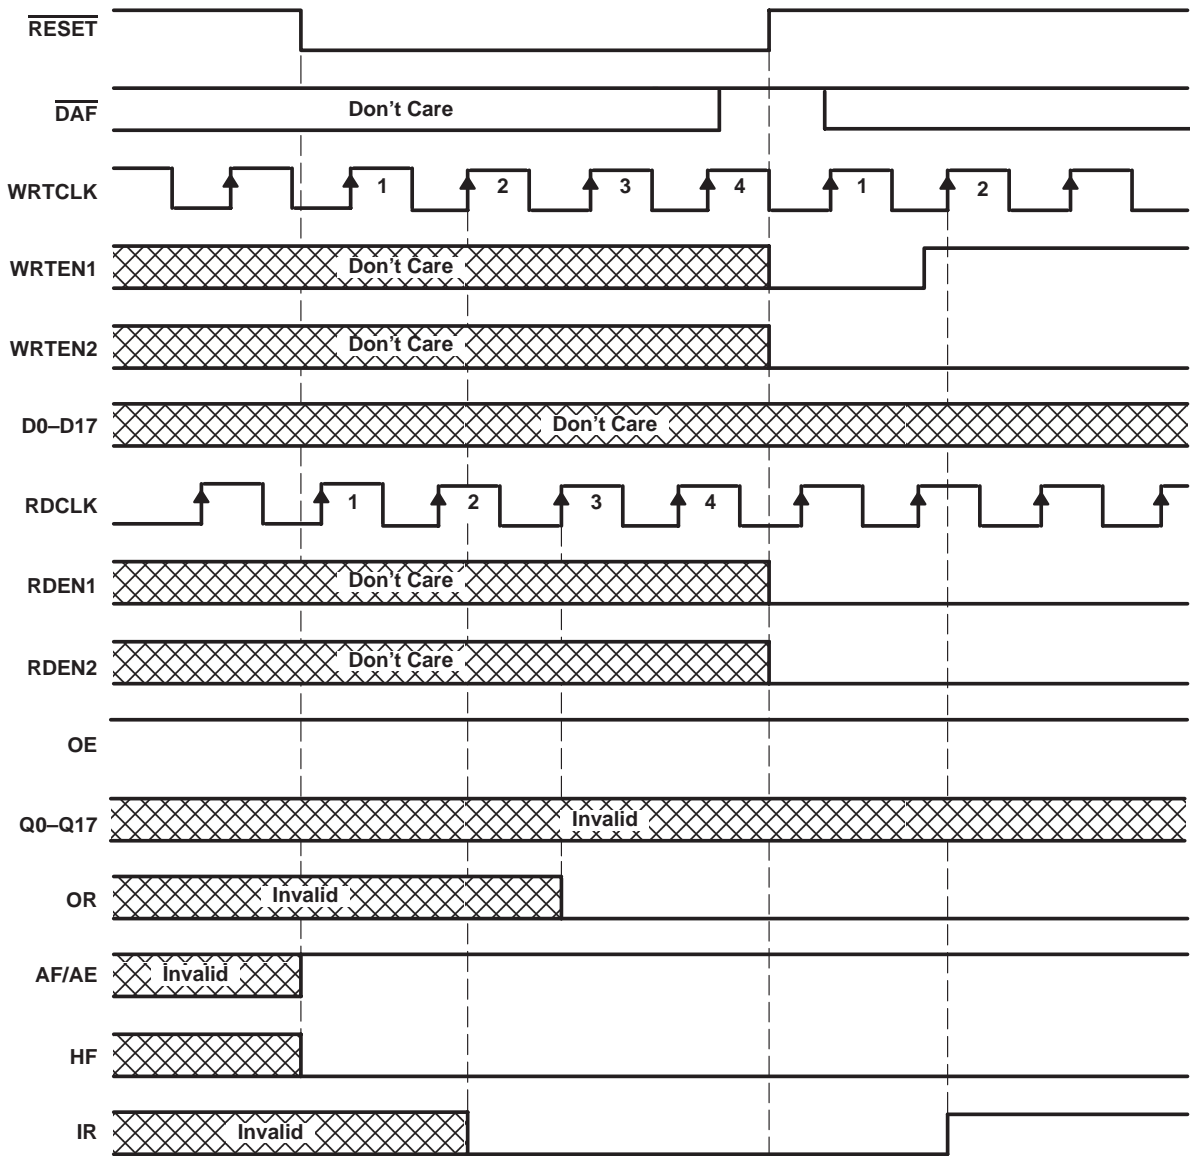 RESET
DAF
Don't Care
WRTCLK
1 2 3 4 1 2
WRTEN1
Don't Care
WRTEN2
Don't Care
D0–D17
Don't Care
RDCLK
1 2 3 4
RDEN1
Don't Care
RDEN2
Don't Care
OE
Q0–Q17
Invalid
OR
Invalid
AF/AE
Invalid
HF
IR
Invalid